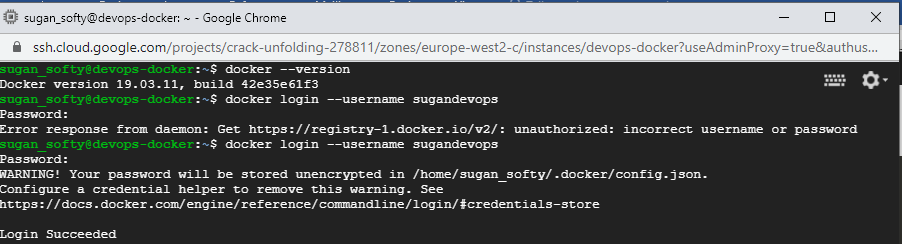 sugan_softy@devops-docker: ~ - Google Chrome
ssh.cloud.google.com/projects/crack-unfolding-278811/zones/europe-west2-c/instances/devops-docker?useAdminProxy=true&authus...
sugan_softy@devops-docker:~$ docker --version
Docker version 19.03.11, build 42e35e61f3
sugan_softy@devops-docker:~$ docker login --username sugandevops
Password:
Error response from daemon: Get https://registry-1.docker.io/v2/: unauthorized: incorrect username or password
sugan_softy@devops-docker:~$ docker login --username sugandevops
Password:
WARNING! Your password will be stored unencrypted in /home/sugan_softy/.docker/config.json.
Configure a credential helper to remove this warning. See
https://docs.docker.com/engine/reference/commandline/login/#credentials-store
Login Succeeded